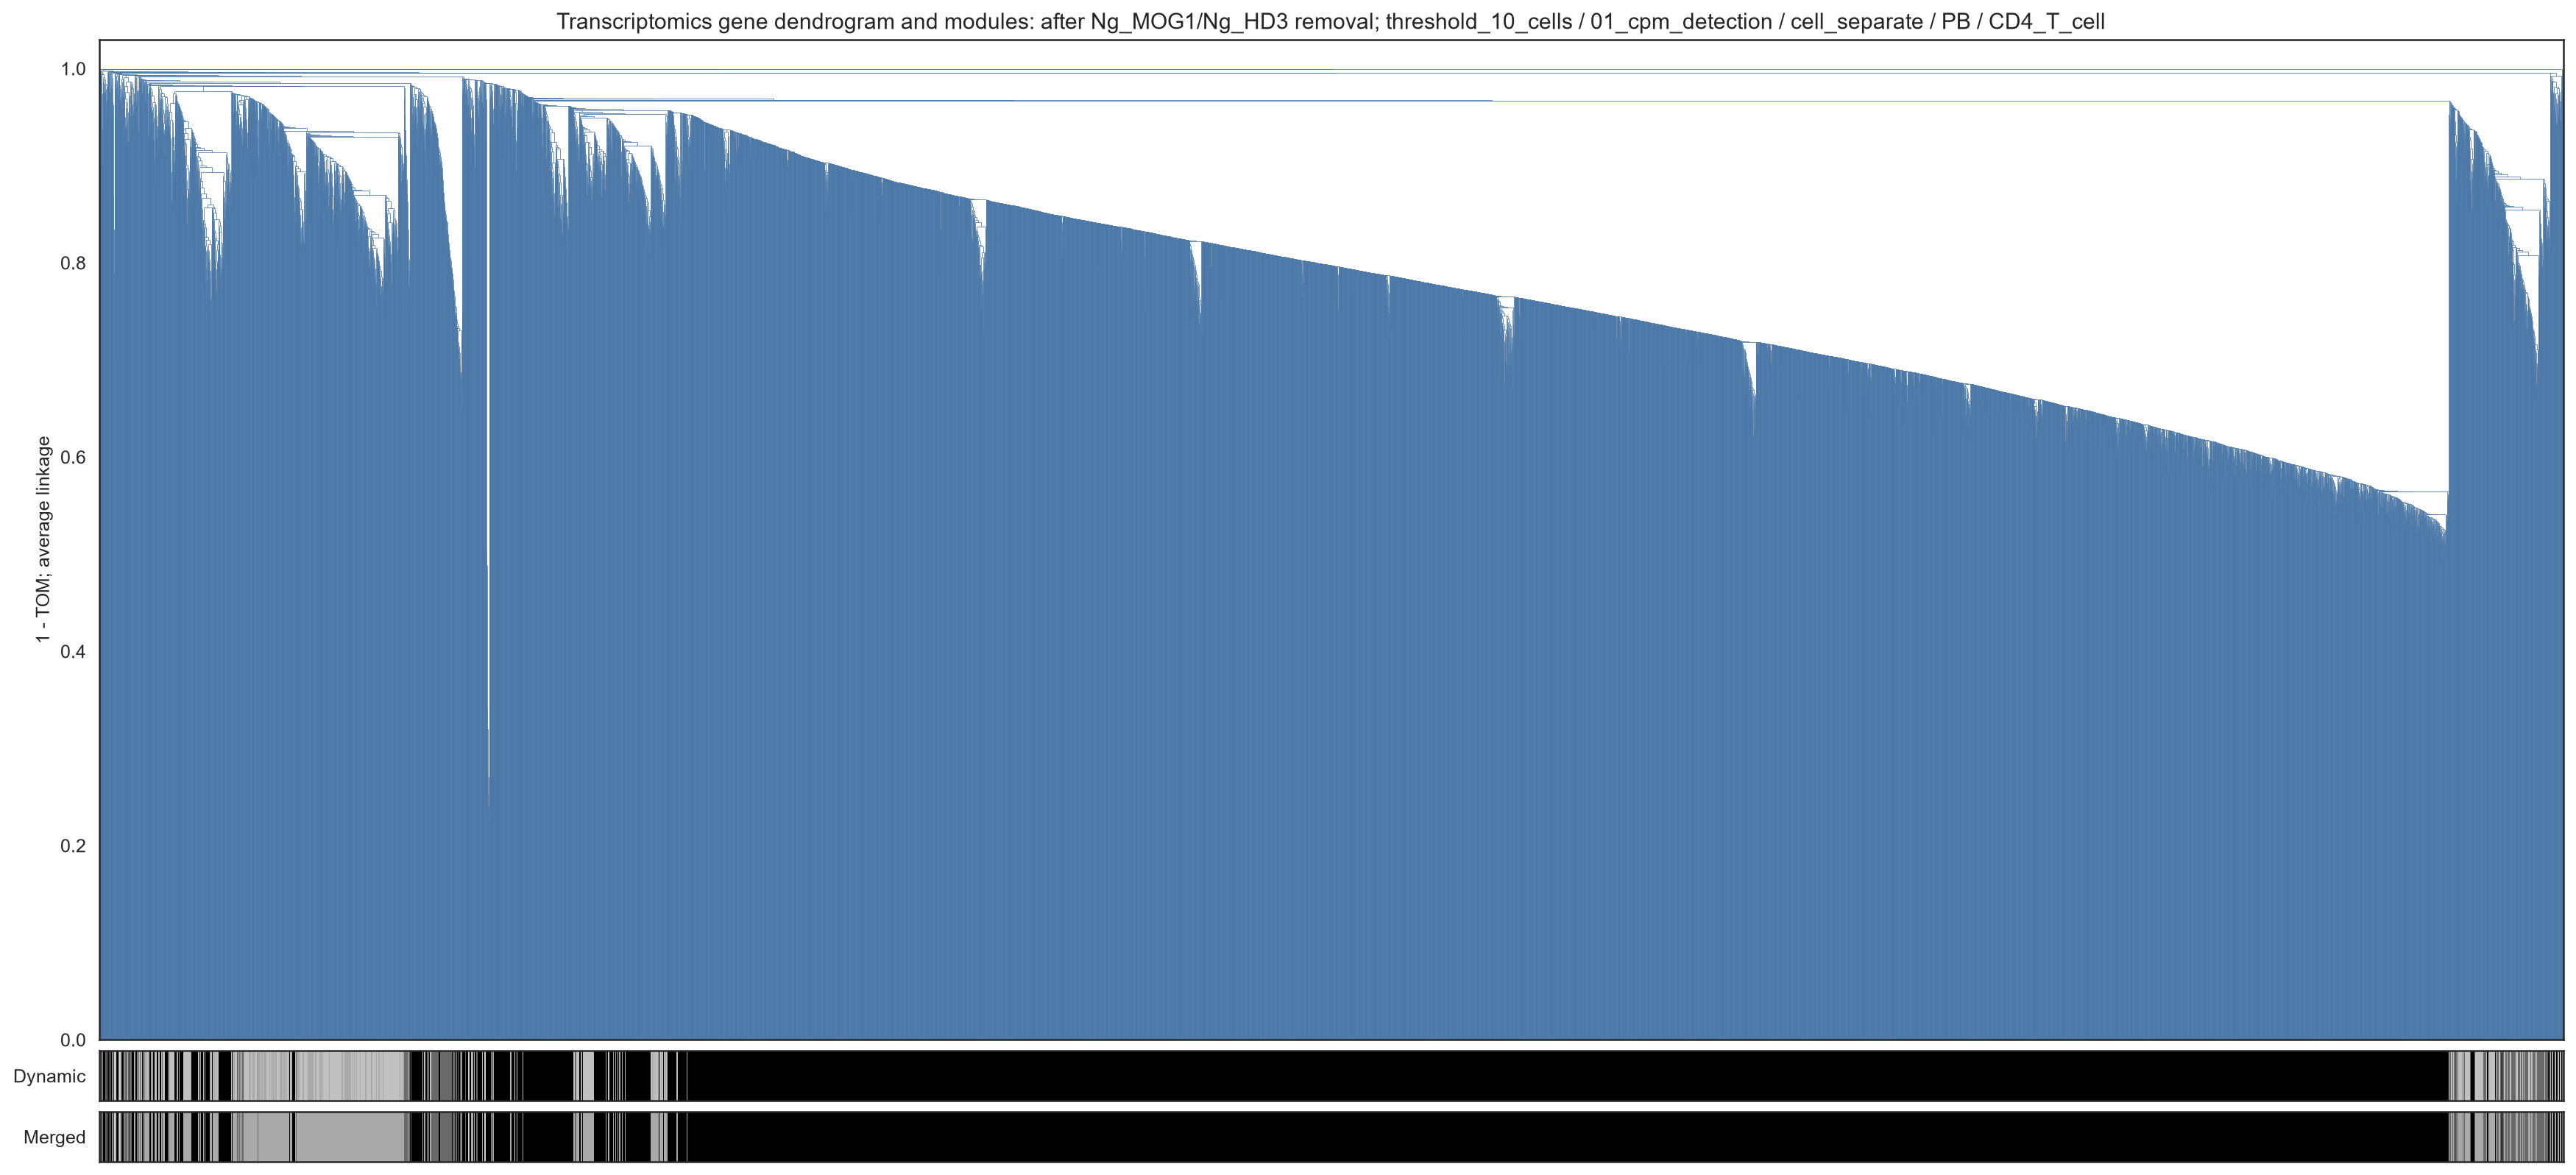 Transcriptomics gene dendrogram and modules: after Ng_MOG1/Ng_HD3 removal; threshold_10_cells / 01_cpm_detection / cell_separate / PB / CD4_T_cell
1 - TOM; average linkage
1.0
0.8
0.6
0.4
0.2
0.0
Dynamic
Merged